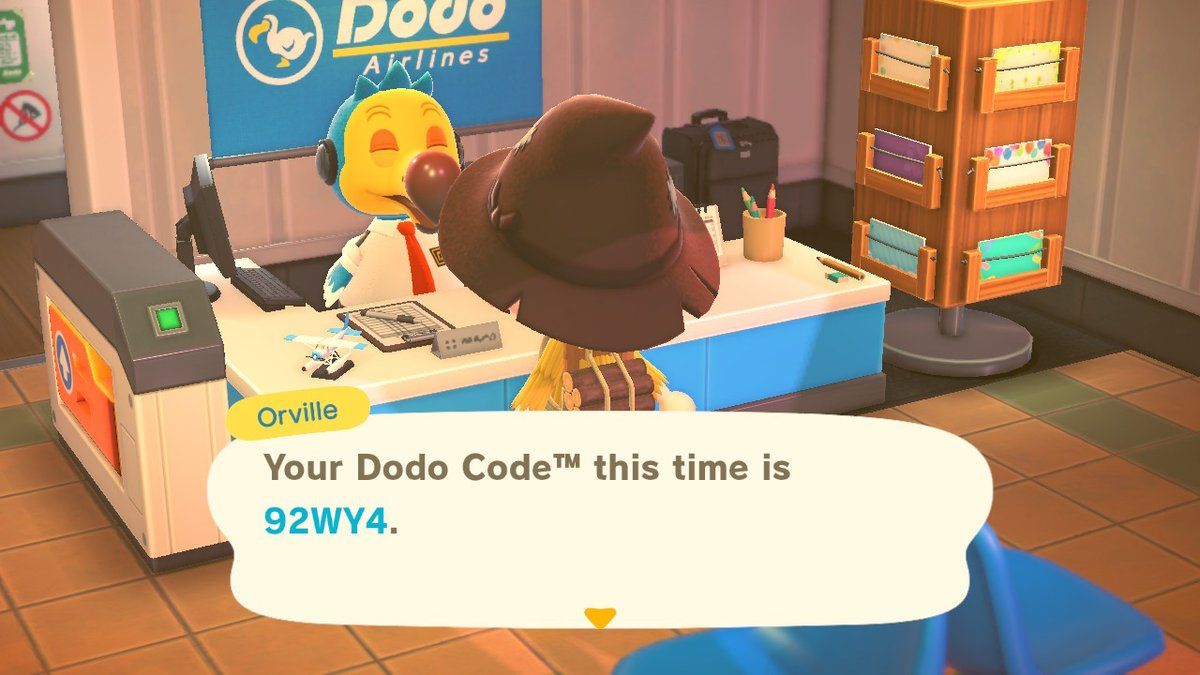 Dodo
Airlines
Orville
Your Dodo Code™ this time is
92WY4.